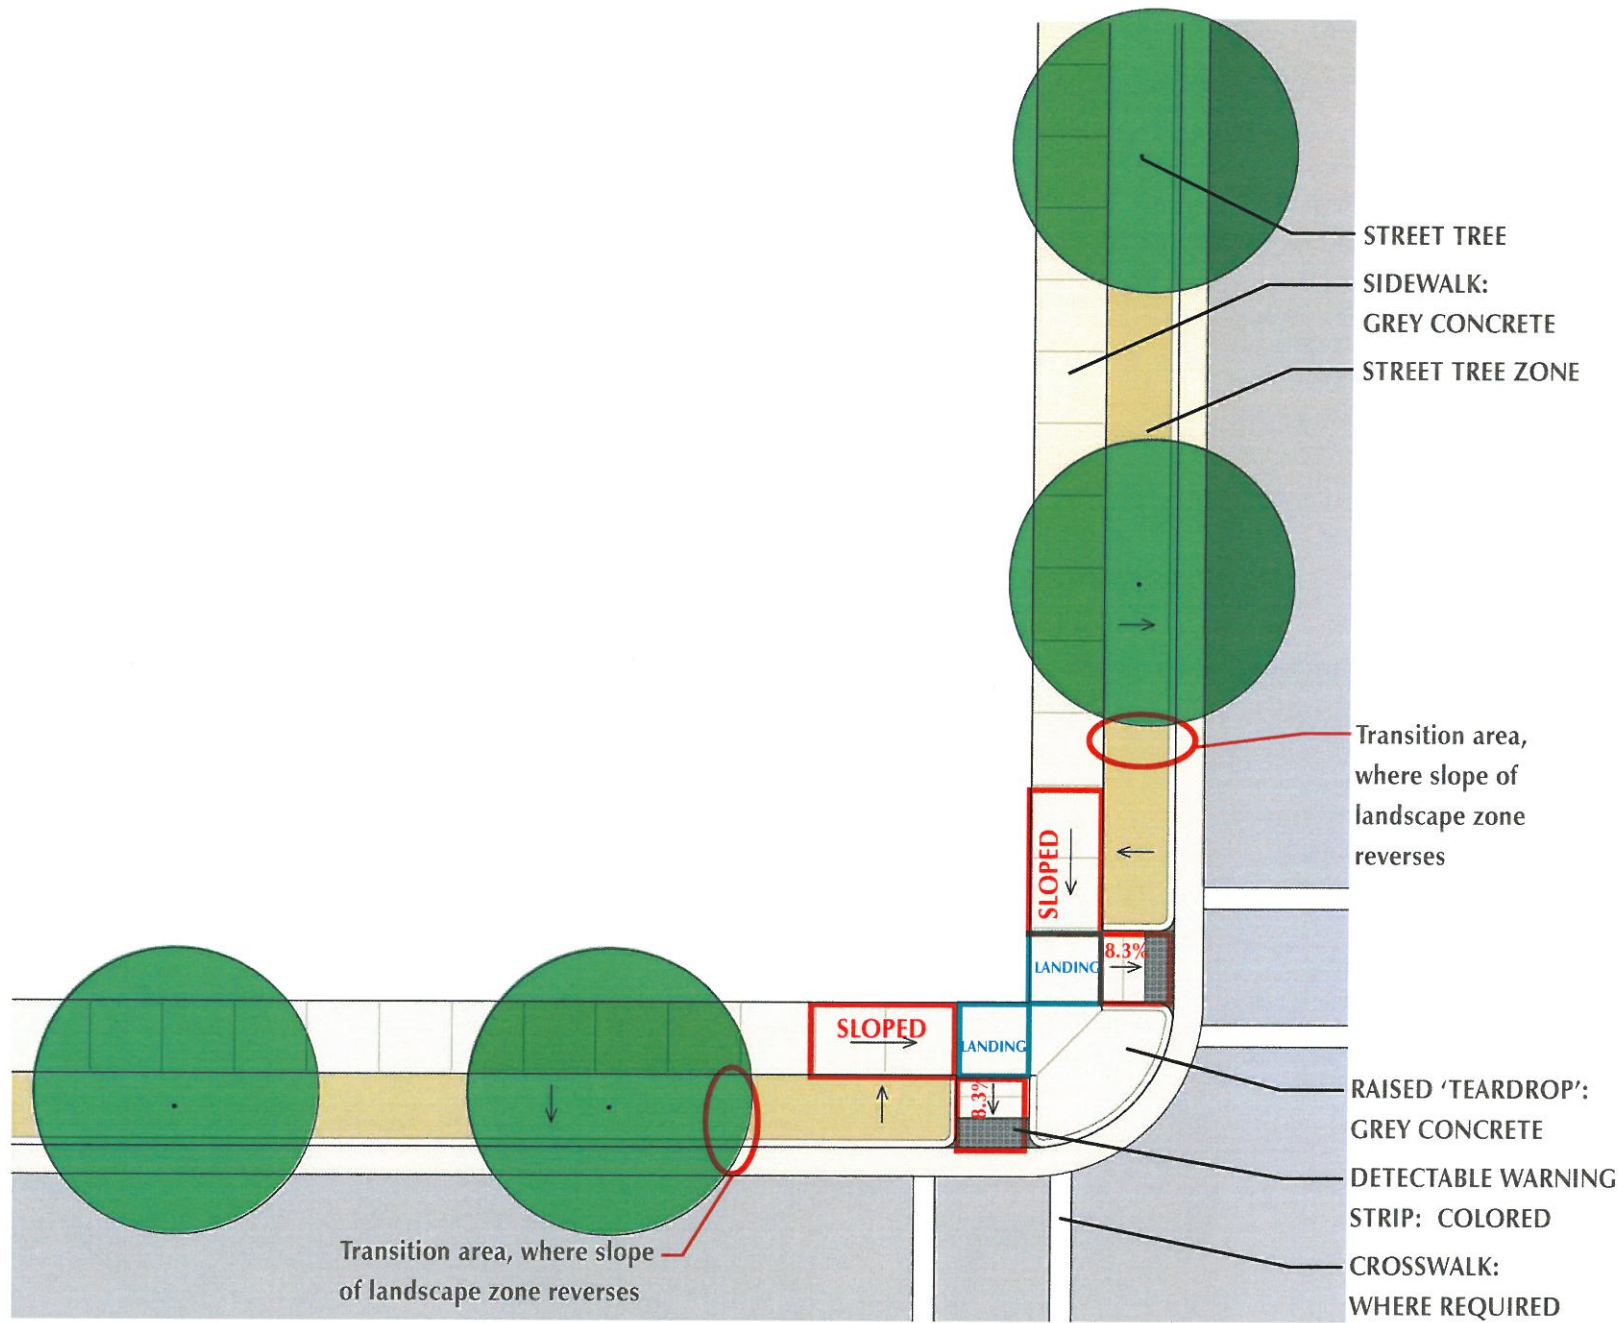 STREET TREE
SIDEWALK:
GREY CONCRETE
STREET TREE ZONE
Transition area,
where slope of
landscape zone
reverses
SLOPED
8.3%
LANDING
SLOPED
LANDING
8.3%
RAISED ‘TEARDROP’:
GREY CONCRETE
DETECTABLE WARNING
STRIP: COLORED
CROSSWALK:
WHERE REQUIRED
Transition area, where slope
of landscape zone reverses